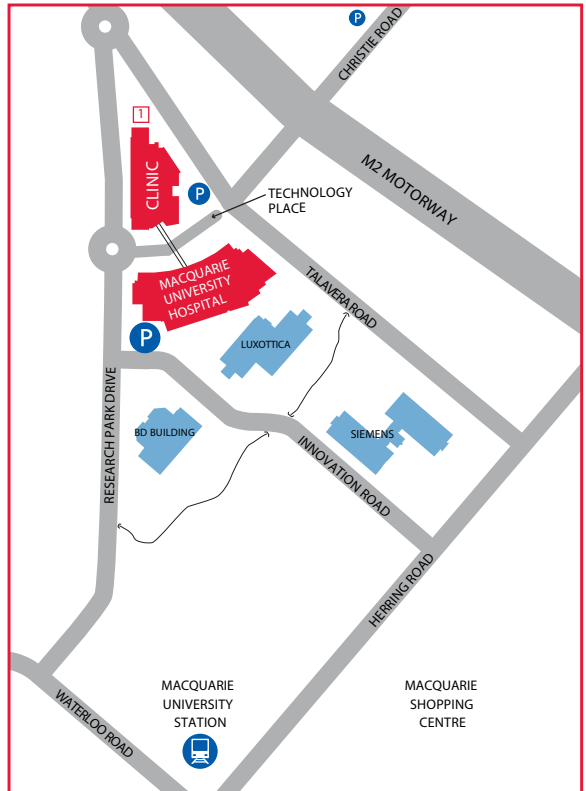 P
CHRISTIE ROAD
1
CLINIC
P
M2 MOTORWAY
TECHNOLOGY
PLACE
MACQUARIE
UNIVERSITY
HOSPITAL
TALAVERA ROAD
P
LUXOTTICA
RESEARCH PARK DRIVE
BD BUILDING
SIEMENS
INNOVATION ROAD
HERRING ROAD
WATERLOO ROAD
MACQUARIE
UNIVERSITY
STATION
MACQUARIE
SHOPPING
CENTRE